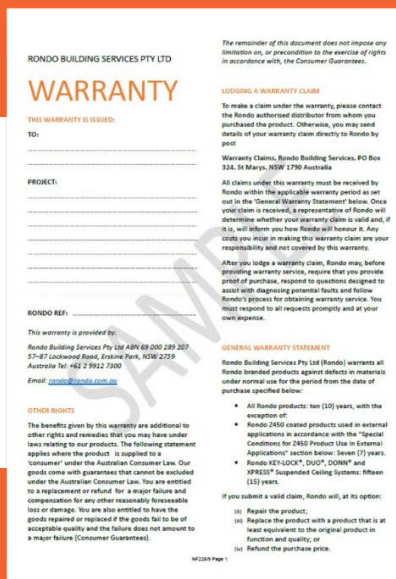 RONDO BUILDING SERVICES PTY LTD
WARRANTY
THIS WARRANTY IS ISSUED:
TO:
PROJECT:
RONDO REF:
This warranty is provided by:
Rondo Building Services Pty Ltd ABN 69 000 289 207
57–87 Lockwood Road, Erskine Park, NSW 2759
Australia Tel: +61 2 9912 7300
Email: rondo@rondo.com.au
OTHER RIGHTS
The benefits given by this warranty are additional to
other rights and remedies that you may have under
laws relating to our products. The following statement
applies where the product is supplied to a
'consumer' under the Australian Consumer Law. Our
goods come with guarantees that cannot be excluded
under the Australian Consumer Law. You are entitled
to a replacement or refund for a major failure and
compensation for any other reasonably foreseeable
loss or damage. You are also entitled to have the
goods repaired or replaced if the goods fail to be of
acceptable quality and the failure does not amount to
a major failure (Consumer Guarantees).
The remainder of this document does not impose any
limitation on, or precondition to the exercise of rights
in accordance with, the Consumer Guarantees.
LODGING A WARRANTY CLAIM
To make a claim under the warranty, please contact
the Rondo authorised distributor from whom you
purchased the product. Otherwise, you may send
details of your warranty claim directly to Rondo by
post
Warranty Claims, Rondo Building Services, PO Box
324, St Marys, NSW 1790 Australia
All claims under this warranty must be received by
Rondo within the applicable warranty period as set
out in the 'General Warranty Statement' below. Once
your claim is received, a representative of Rondo will
determine whether your warranty claim is valid and, if
it is, will inform you how Rondo will honour it. Any
costs you incur in making this warranty claim are your
responsibility and not covered by this warranty.
After you lodge a warranty claim, Rondo may, before
providing warranty service, require that you provide
proof of purchase, respond to questions designed to
assist with diagnosing potential faults and follow
Rondo's process for obtaining warranty service. You
must respond to all requests promptly and at your
own expense.
GENERAL WARRANTY STATEMENT
Rondo Building Services Pty Ltd (Rondo) warrants all
Rondo branded products against defects in materials
under normal use for the period from the date of
purchase specified below:
• All Rondo products: ten (10) years, with the
exception of:
• Rondo Z450 coated products used in external
applications in accordance with the "Special
Conditions for Z450 Product Use in External
Applications" section below: Seven (7) years.
• Rondo KEY-LOCK®, DUO®, DONN® and
XPRESS® Suspended Ceiling Systems: fifteen
(15) years.
If you submit a valid claim, Rondo will, at its option:
(i) Repair the product;
(ii) Replace the product with a product that is at
least equivalent to the original product in
function and quality; or
(iv) Refund the purchase price.
NF2269 Page 1
SAMPLE